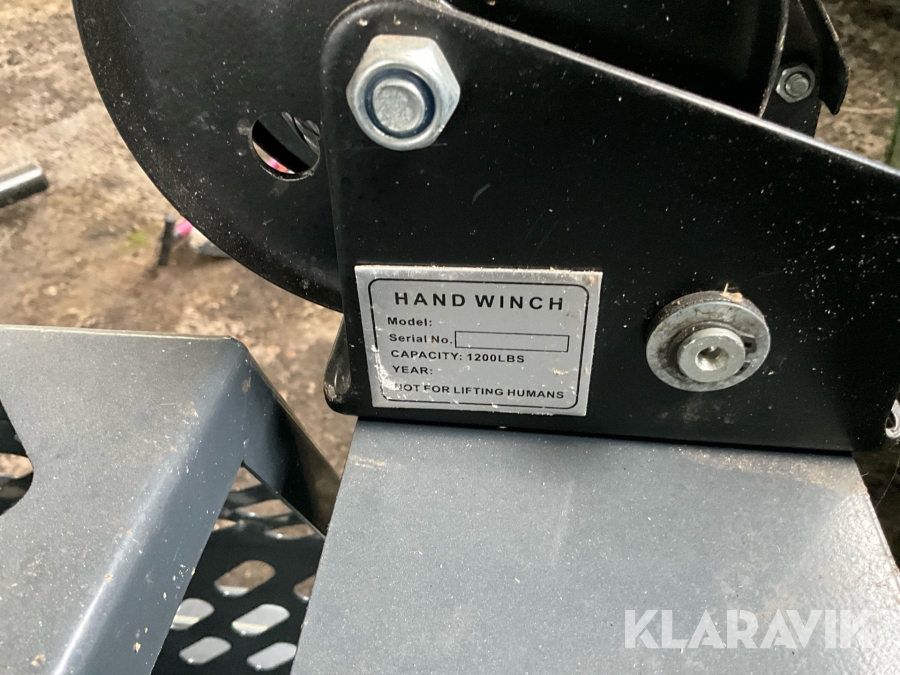 HAND WINCH
Model:
Serial No.
CAPACITY: 1200LBS
YEAR:
NOT FOR LIFTING HUMANS
KLARAVIK